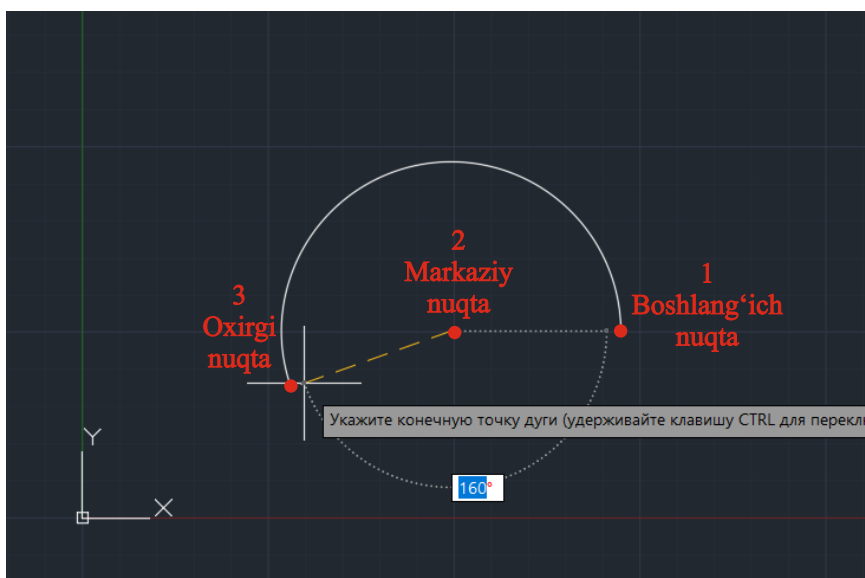 2
Markaziy
nuqta
1
Boshlang‘ich
nuqta
3
Oxirgi
nuqta
Укажите конечную точку дуги (удерживайте клавишу CTRL для перекл
Y
160°
X